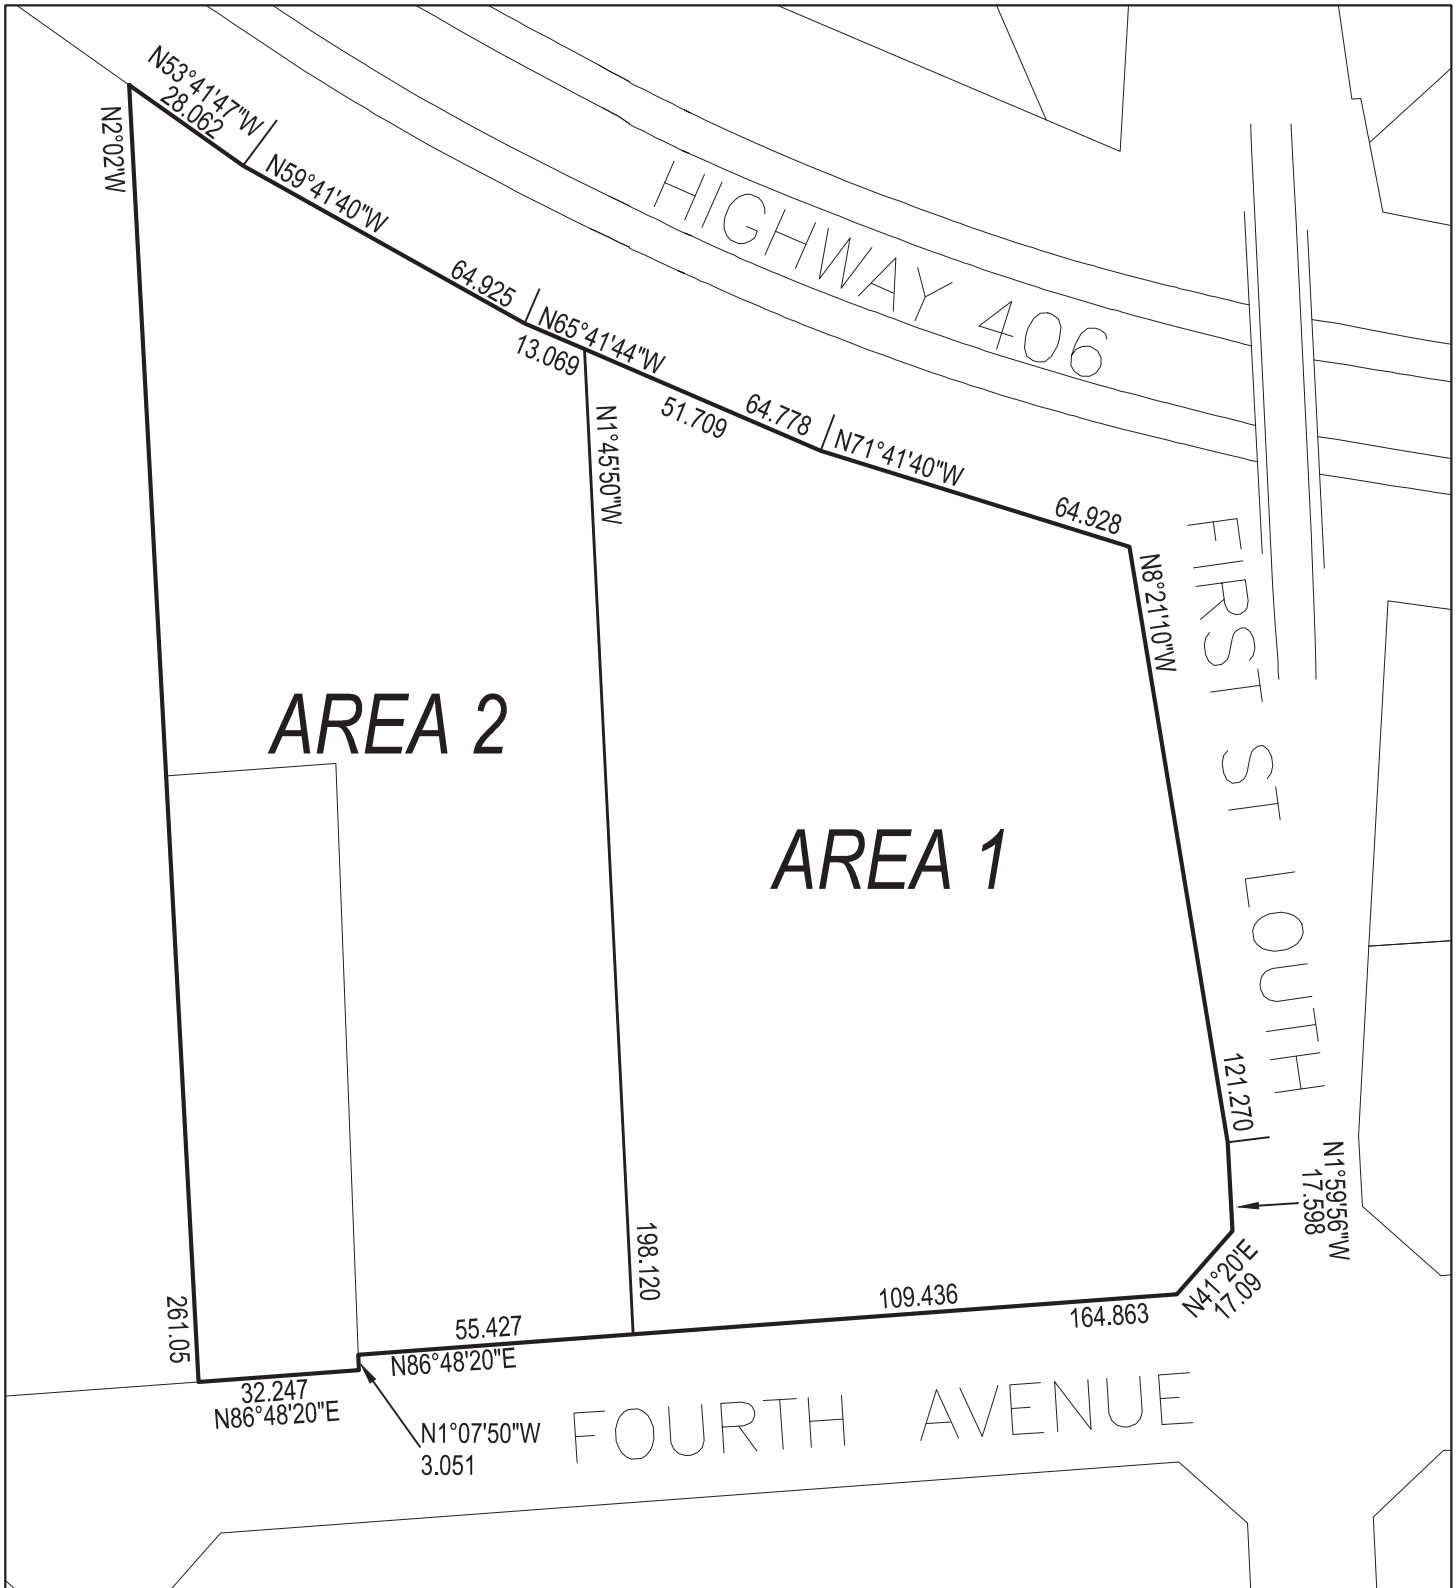 N53°41'47"W
28.062
N2°02'W
N59°41'40"W
64.925
HIGHWAY 406
N65°41'44"W
13.069
51.709
64.778
N71°41'40"W
N1°45'50"W
64.928
FIRST ST LOUTH
N8°21'10"W
AREA 2
AREA 1
121.270
N1°59'56"W
17.598
N41°20'E
17.09
198.120
109.436
164.863
261.05
55.427
N86°48'20"E
32.247
N86°48'20"E
N1°07'50"W
3.051
FOURTH AVENUE